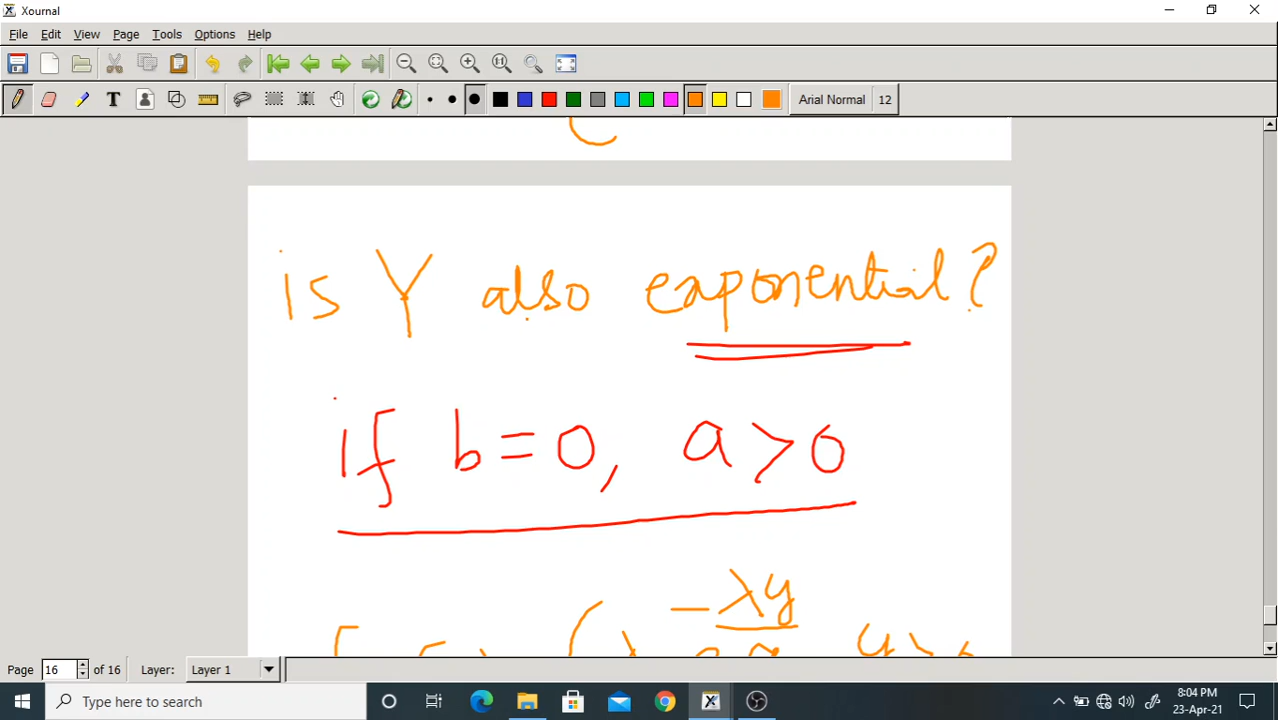 Xournal
File Edit View Page Tools Options Help
Arial Normal 12
is Y also exponential?
if b=0, a>0
-λy
Page 16 of 16 Layer: Layer 1
Type here to search
8:04 PM
23-Apr-21